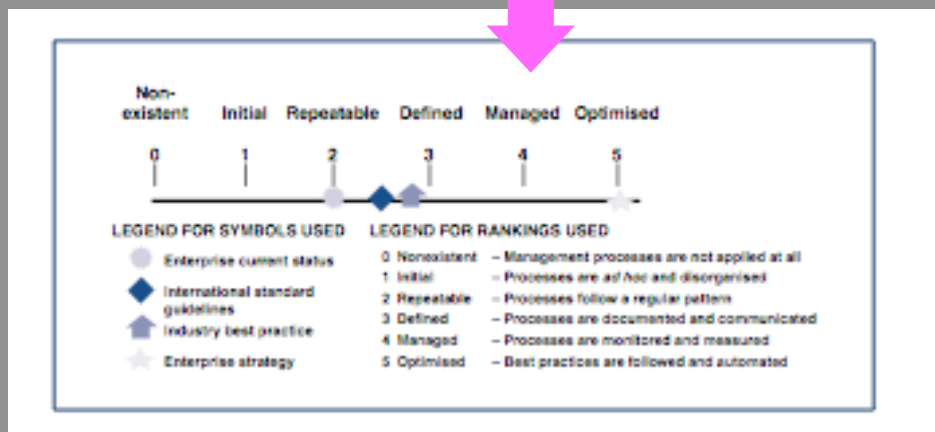 Non-
existent Initial Repeatable Defined Managed Optimised
0 1 2 3 4 5
LEGEND FOR SYMBOLS USED
Enterprise current status
International standard
guidelines
Industry best practice
Enterprise strategy
LEGEND FOR RANKINGS USED
0 Nonexistent – Management processes are not applied at all
1 Initial – Processes are ad hoc and disorganised
2 Repeatable – Processes follow a regular pattern
3 Defined – Processes are documented and communicated
4 Managed – Processes are monitored and measured
5 Optimised – Best practices are followed and automated